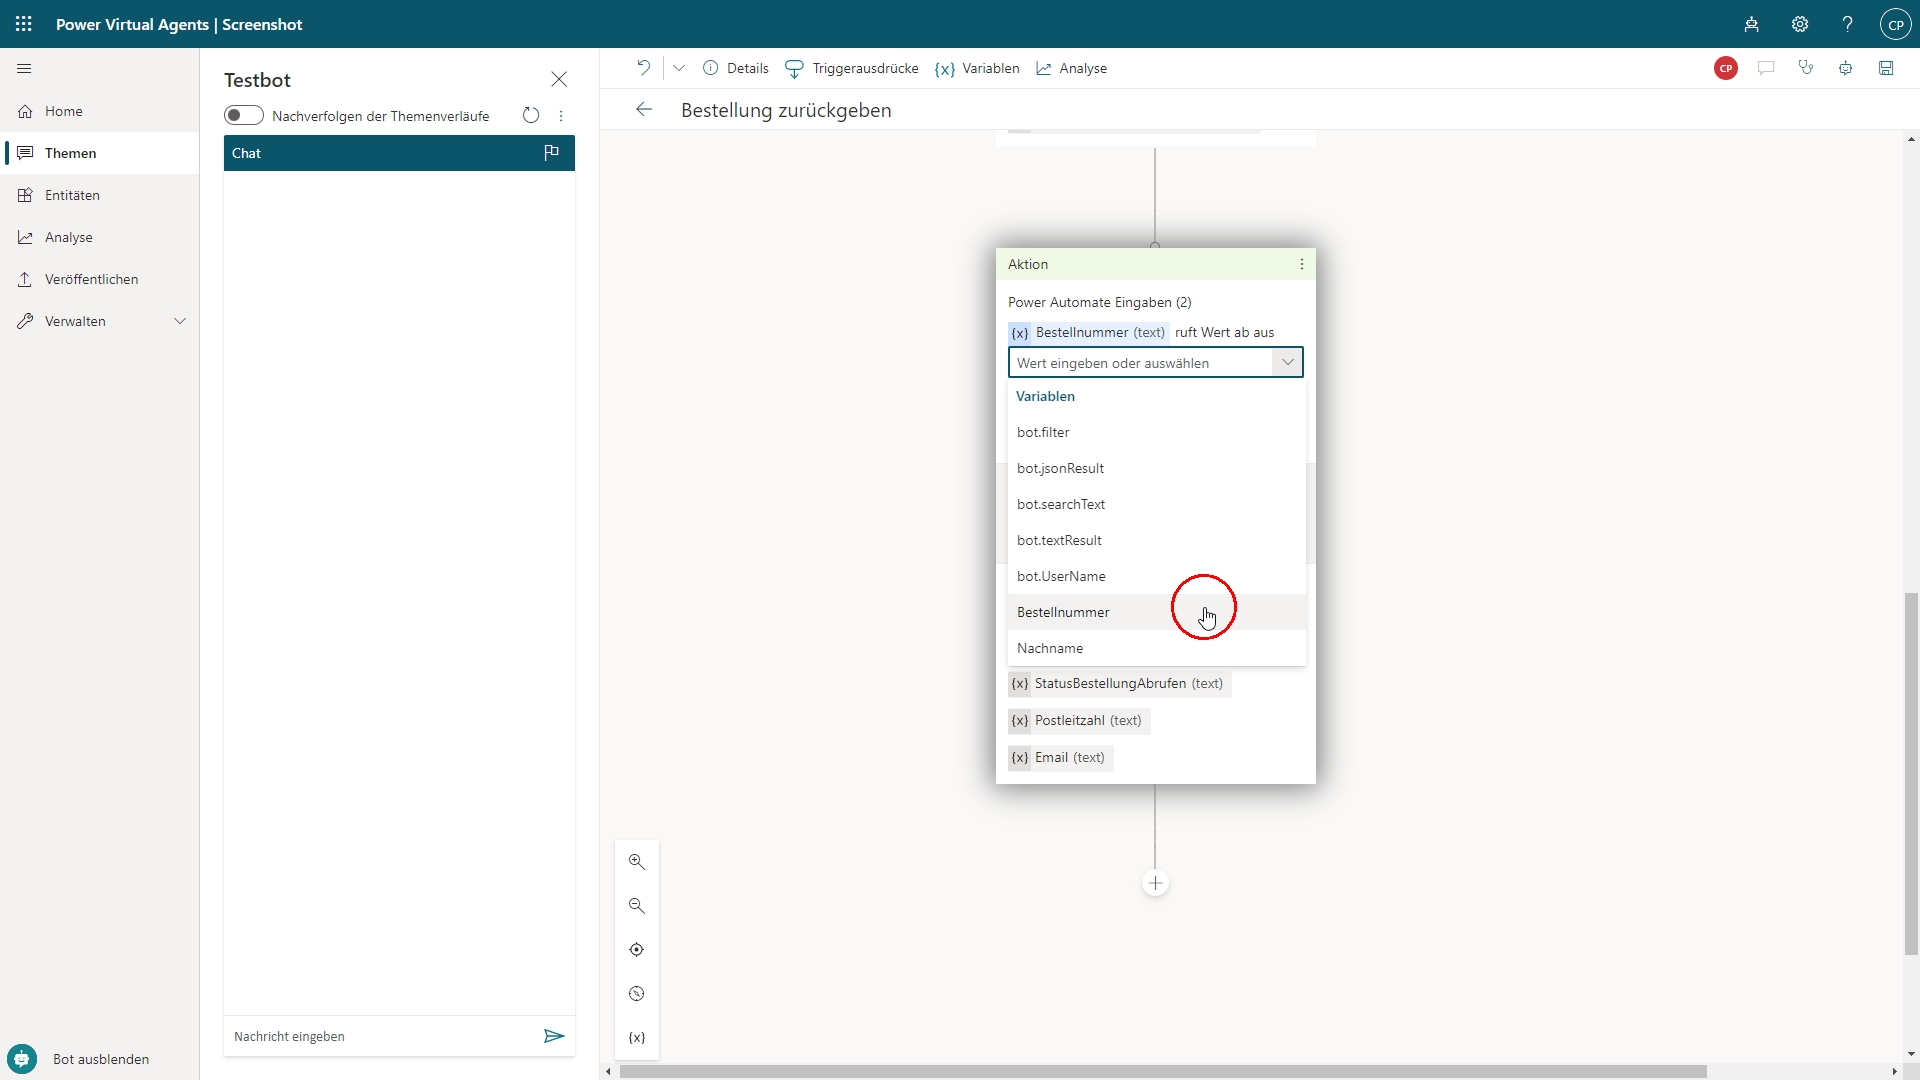 Power Virtual Agents | Screenshot
CP
Home
Themen
Entitäten
Analyse
Veröffentlichen
Verwalten
Bot ausblenden
Testbot
Nachverfolgen der Themenverläufe
Chat
Nachricht eingeben
Details
Triggerausdrücke
{x} Variablen
Analyse
CP
Bestellung zurückgeben
Aktion
Power Automate Eingaben (2)
{x} Bestellnummer (text) ruft Wert ab aus
Wert eingeben oder auswählen
Variablen
bot.filter
bot.jsonResult
bot.searchText
bot.textResult
bot.UserName
Bestellnummer
Nachname
{x} StatusBestellungAbrufen (text)
{x} Postleitzahl (text)
{x} Email (text)
{x}